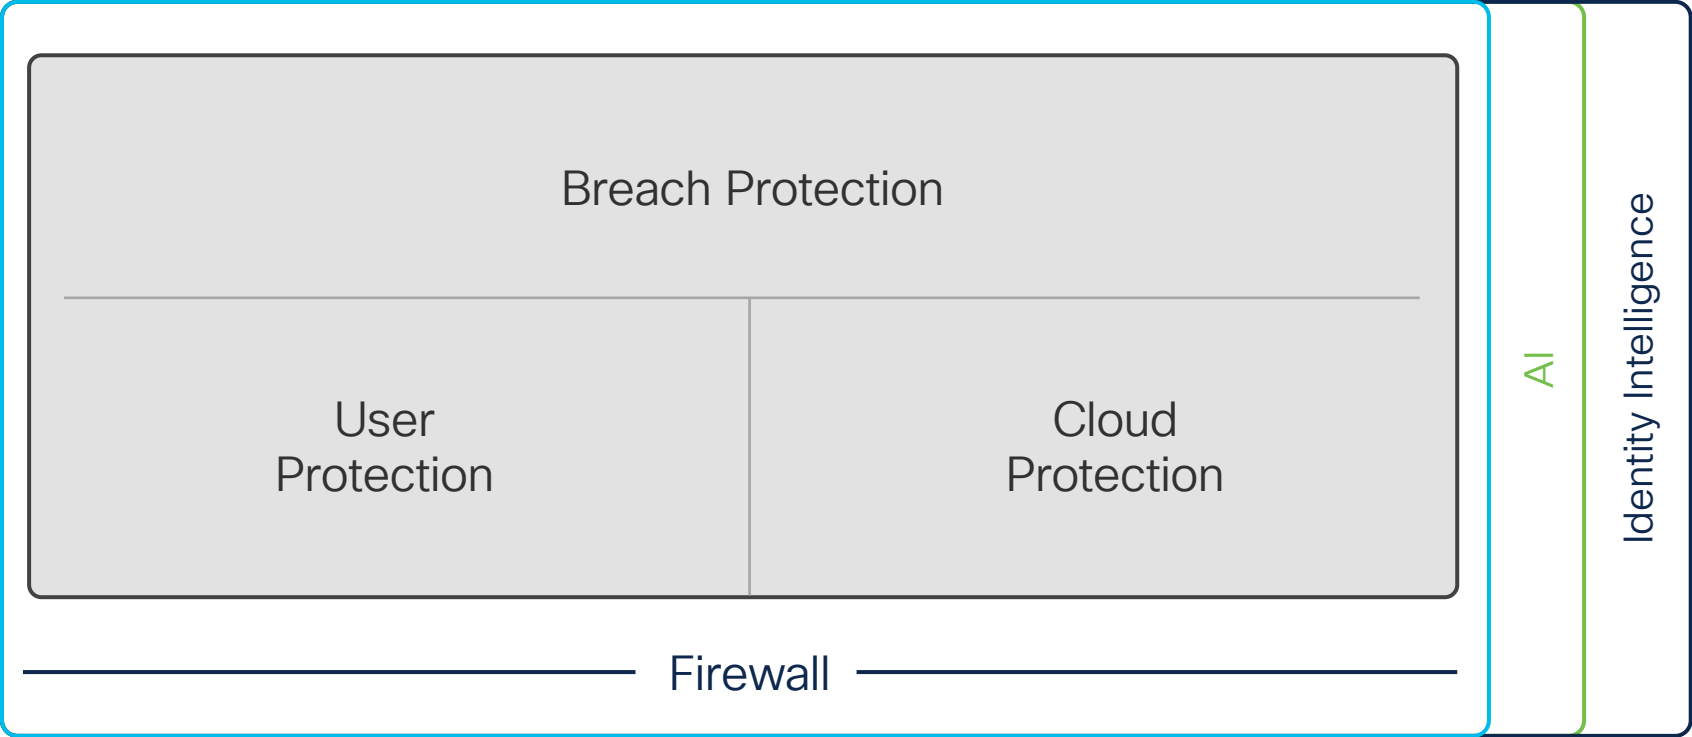 Breach Protection
User
Protection
Cloud
Protection
Firewall
AI
Identity Intelligence